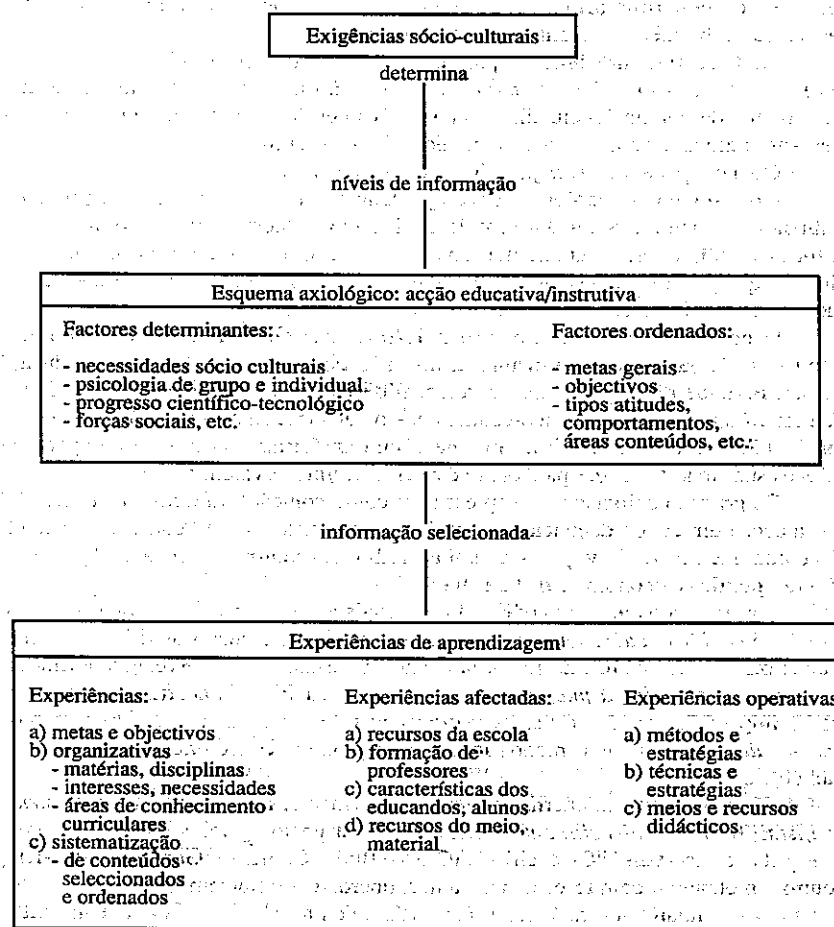 Exigências sócio-culturais
determina
níveis de informação
Esquema axiológico: acção educativa/instrutiva
Factores determinantes:
- necessidades sócio culturais
- psicologia de grupo e individual
- progresso científico-tecnológico
- forças sociais, etc.
Factores ordenados:
- metas gerais
- objectivos
- tipos atitudes,
comportamentos,
áreas conteúdos, etc.
informação selecionada
Experiências de aprendizagem
Experiências:
a) metas e objectivos
b) organizativas
- matérias, disciplinas
- interesses, necessidades
- áreas de conhecimento
curriculares
c) sistematização
- de conteúdos
seleccionados
e ordenados
Experiências afectadas:
a) recursos da escola
b) formação de
professores
c) características dos
educandos, alunos
d) recursos do meio,
material
Experiências operativas
a) métodos e
estratégias
b) técnicas e
estratégias
c) meios e recursos
didácticos